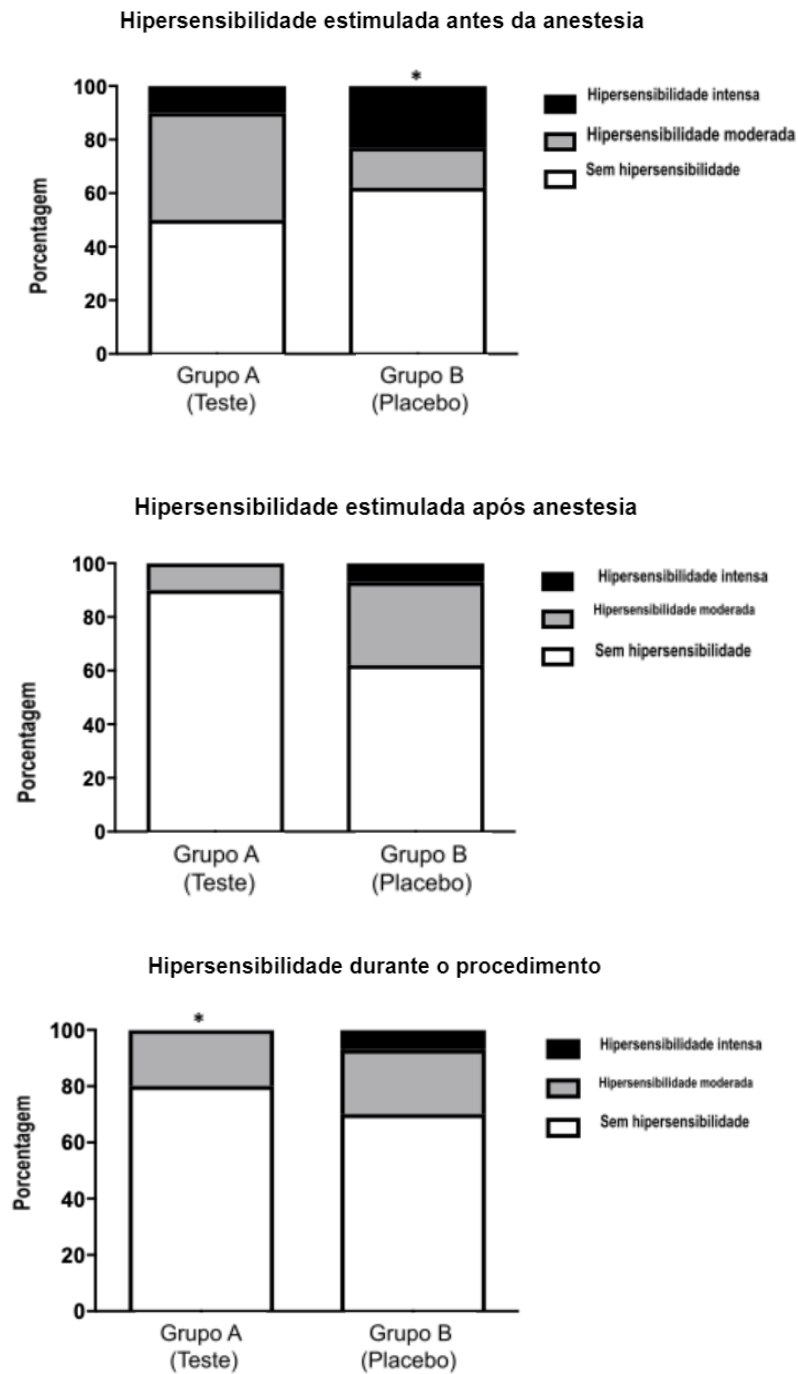 Hipersensibilidade estimulada antes da anestesia
*
100
80
60
40
20
0
Porcentagem
Hipersensibilidade intensa
Hipersensibilidade moderada
Sem hipersensibilidade
Grupo A
(Teste)
Grupo B
(Placebo)
Hipersensibilidade estimulada após anestesia
100
80
60
40
20
0
Porcentagem
Hipersensibilidade intensa
Hipersensibilidade moderada
Sem hipersensibilidade
Grupo A
(Teste)
Grupo B
(Placebo)
Hipersensibilidade durante o procedimento
*
100
80
60
40
20
0
Porcentagem
Hipersensibilidade intensa
Hipersensibilidade moderada
Sem hipersensibilidade
Grupo A
(Teste)
Grupo B
(Placebo)